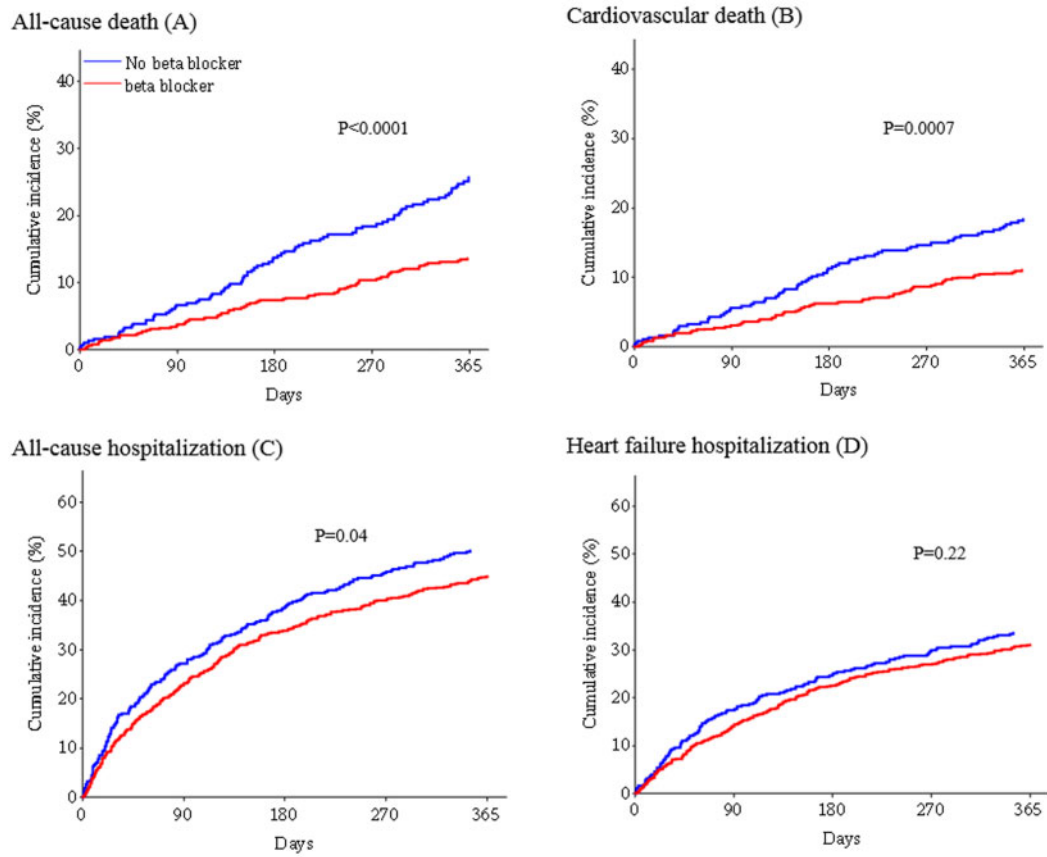 All-cause death (A)
No beta blocker
beta blocker
P<0.0001
Cumulative incidence (%)
40
30
20
10
0
0 90 180 270 365
Days
Cardiovascular death (B)
P=0.0007
Cumulative incidence (%)
40
30
20
10
0
0 90 180 270 365
Days
All-cause hospitalization (C)
P=0.04
Cumulative incidence (%)
60
50
40
30
20
10
0
0 90 180 270 365
Days
Heart failure hospitalization (D)
P=0.22
Cumulative incidence (%)
60
50
40
30
20
10
0
0 90 180 270 365
Days